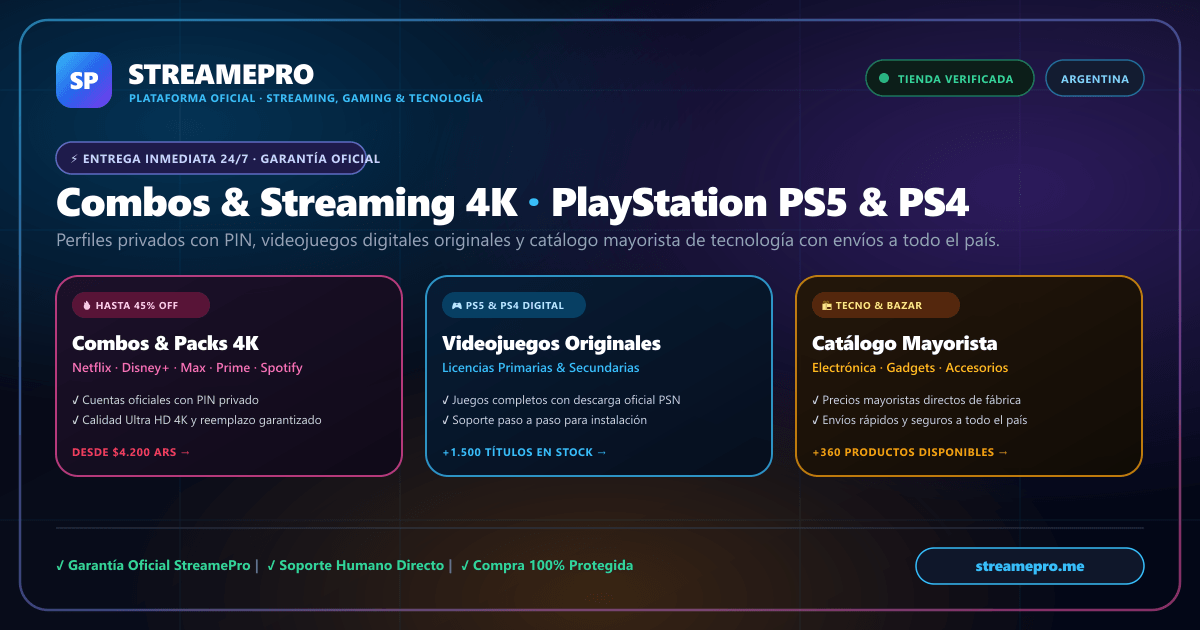 SP
STREAMEPRO
PLATAFORMA OFICIAL · STREAMING, GAMING & TECNOLOGÍA
TIENDA VERIFICADA
ARGENTINA
⚡ ENTREGA INMEDIATA 24/7 · GARANTÍA OFICIAL
Combos & Streaming 4K · PlayStation PS5 & PS4
Perfiles privados con PIN, videojuegos digitales originales y catálogo mayorista de tecnología con envíos a todo el país.
HASTA 45% OFF
Combos & Packs 4K
Netflix · Disney+ · Max · Prime · Spotify
✓ Cuentas oficiales con PIN privado
✓ Calidad Ultra HD 4K y reemplazo garantizado
DESDE $4.200 ARS →
PS5 & PS4 DIGITAL
Videojuegos Originales
Licencias Primarias & Secundarias
✓ Juegos completos con descarga oficial PSN
✓ Soporte paso a paso para instalación
+1.500 TÍTULOS EN STOCK →
TECNO & BAZAR
Catálogo Mayorista
Electrónica · Gadgets · Accesorios
✓ Precios mayoristas directos de fábrica
✓ Envíos rápidos y seguros a todo el país
+360 PRODUCTOS DISPONIBLES →
✓ Garantía Oficial StreamePro | ✓ Soporte Humano Directo | ✓ Compra 100% Protegida
streamepro.me